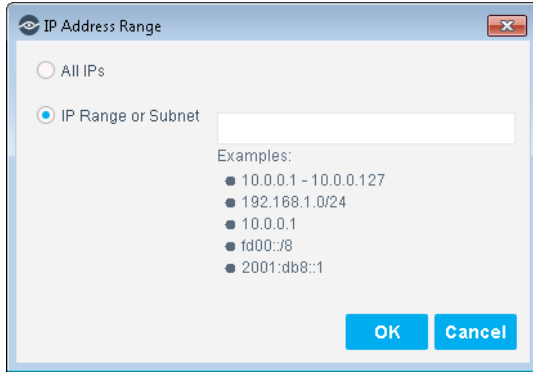 IP Address Range
All IPs
IP Range or Subnet
Examples:
10.0.0.1 - 10.0.0.127
192.168.1.0/24
10.0.0.1
fd00::/8
2001:db8::1
OK Cancel